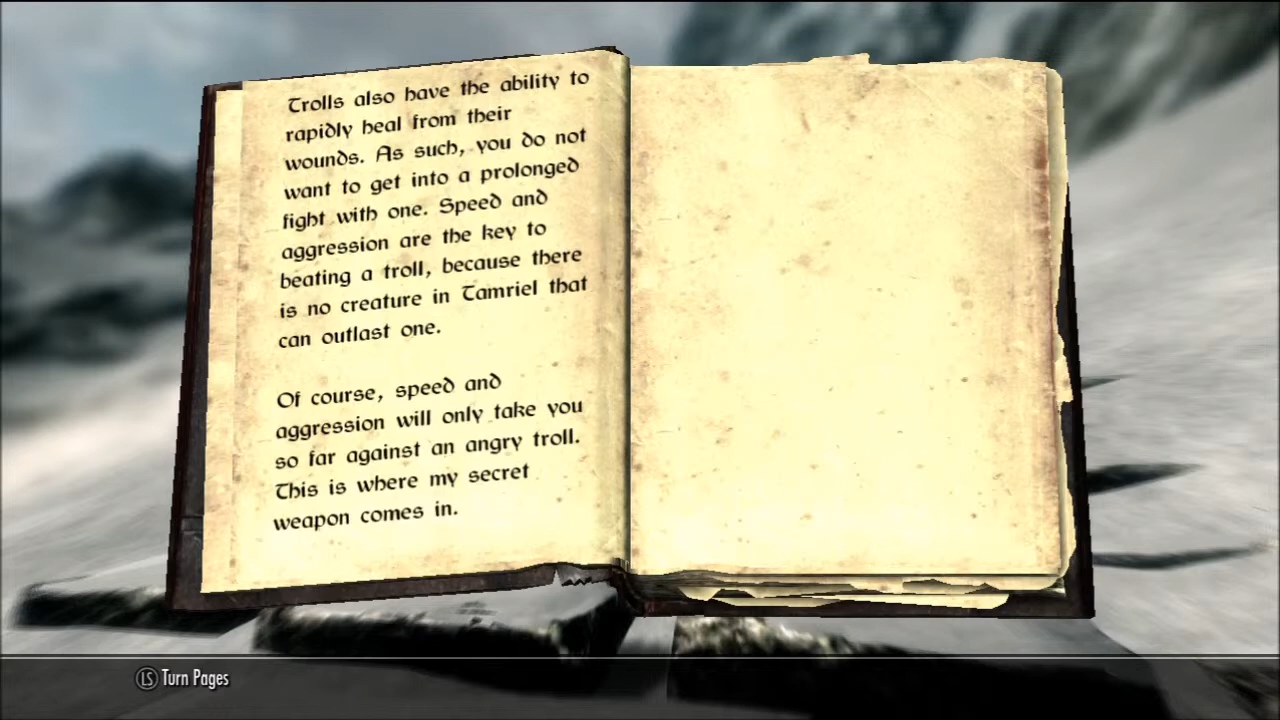 Trolls also have the ability to
rapidly heal from their
wounds. As such, you do not
want to get into a prolonged
fight with one. Speed and
aggression are the key to
beating a troll, because there
is no creature in Tamriel that
can outlast one.
Of course, speed and
aggression will only take you
so far against an angry troll.
This is where my secret
weapon comes in.
LS Turn Pages